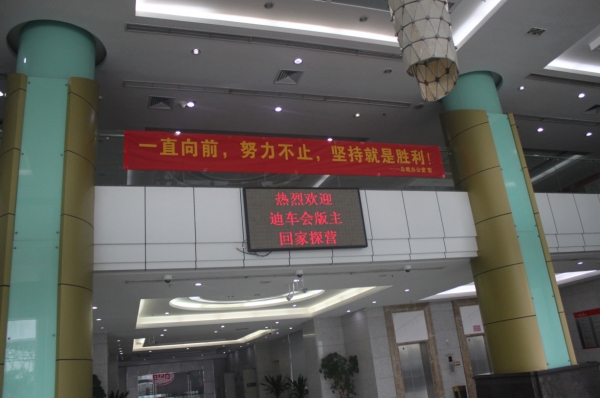 一直向前，努力不止，坚持就是胜利！
热烈欢迎
迪车会版主
回家探营